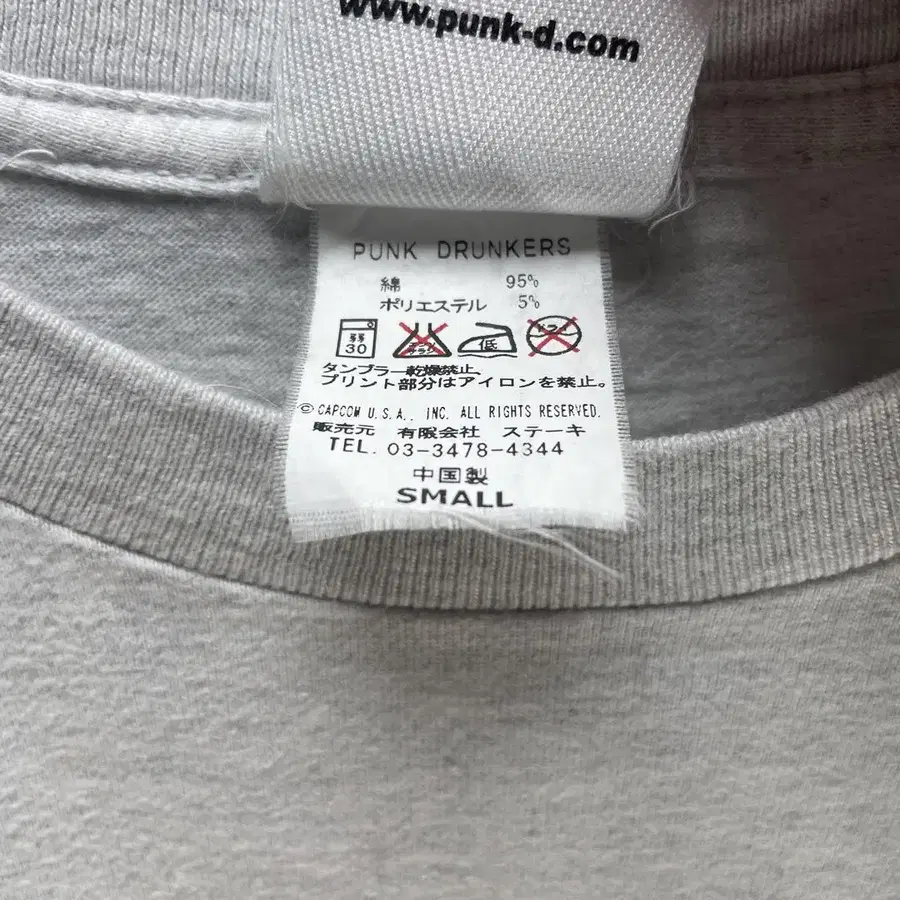 www.punk-d.com
PUNK DRUNKERS
綿 95%
ポリエステル 5%
30 低
タンブラー乾燥禁止、
プリント部分はアイロンを禁止。
© CAPCOM U.S.A., INC. ALL RIGHTS RESERVED.
販売元 有限会社 ステーキ
TEL. 03-3478-4344
中国製
SMALL